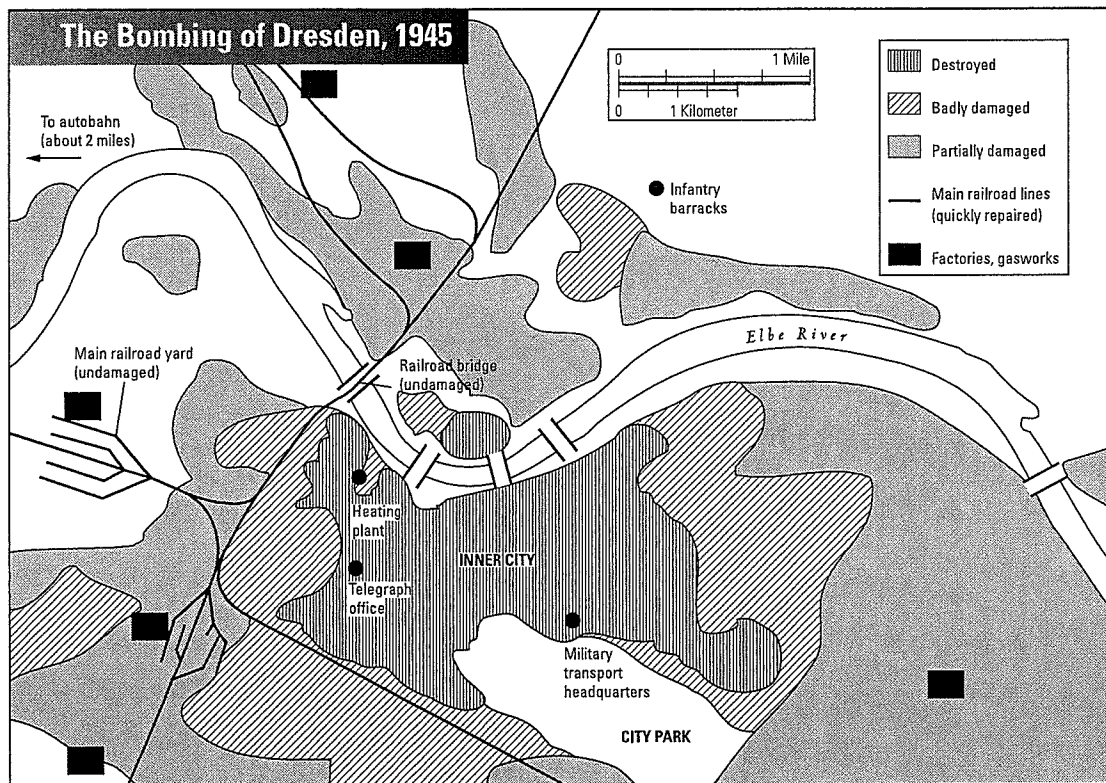 The Bombing of Dresden, 1945
0 1 Mile
0 1 Kilometer
Destroyed
Badly damaged
Partially damaged
Main railroad lines
(quickly repaired)
Factories, gasworks
To autobahn
(about 2 miles)
Infantry
barracks
Elbe River
Main railroad yard
(undamaged)
Railroad bridge
(undamaged)
Heating
plant
INNER CITY
Telegraph
office
Military
transport
headquarters
CITY PARK